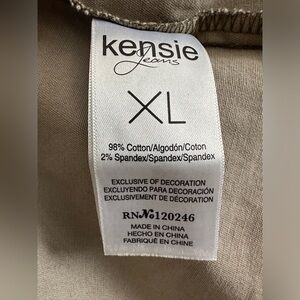 kensie
Jeans
XL
98% Cotton/Algodón/Coton
2% Spandex/Spandex/Spandex
EXCLUSIVE OF DECORATION
EXCLUYENDO PARA DECORACIÓN
EXCLUSIVEMENT DE DÉCORATION
RN№120246
MADE IN CHINA
HECHO EN CHINA
FABRIQUÉ EN CHINE